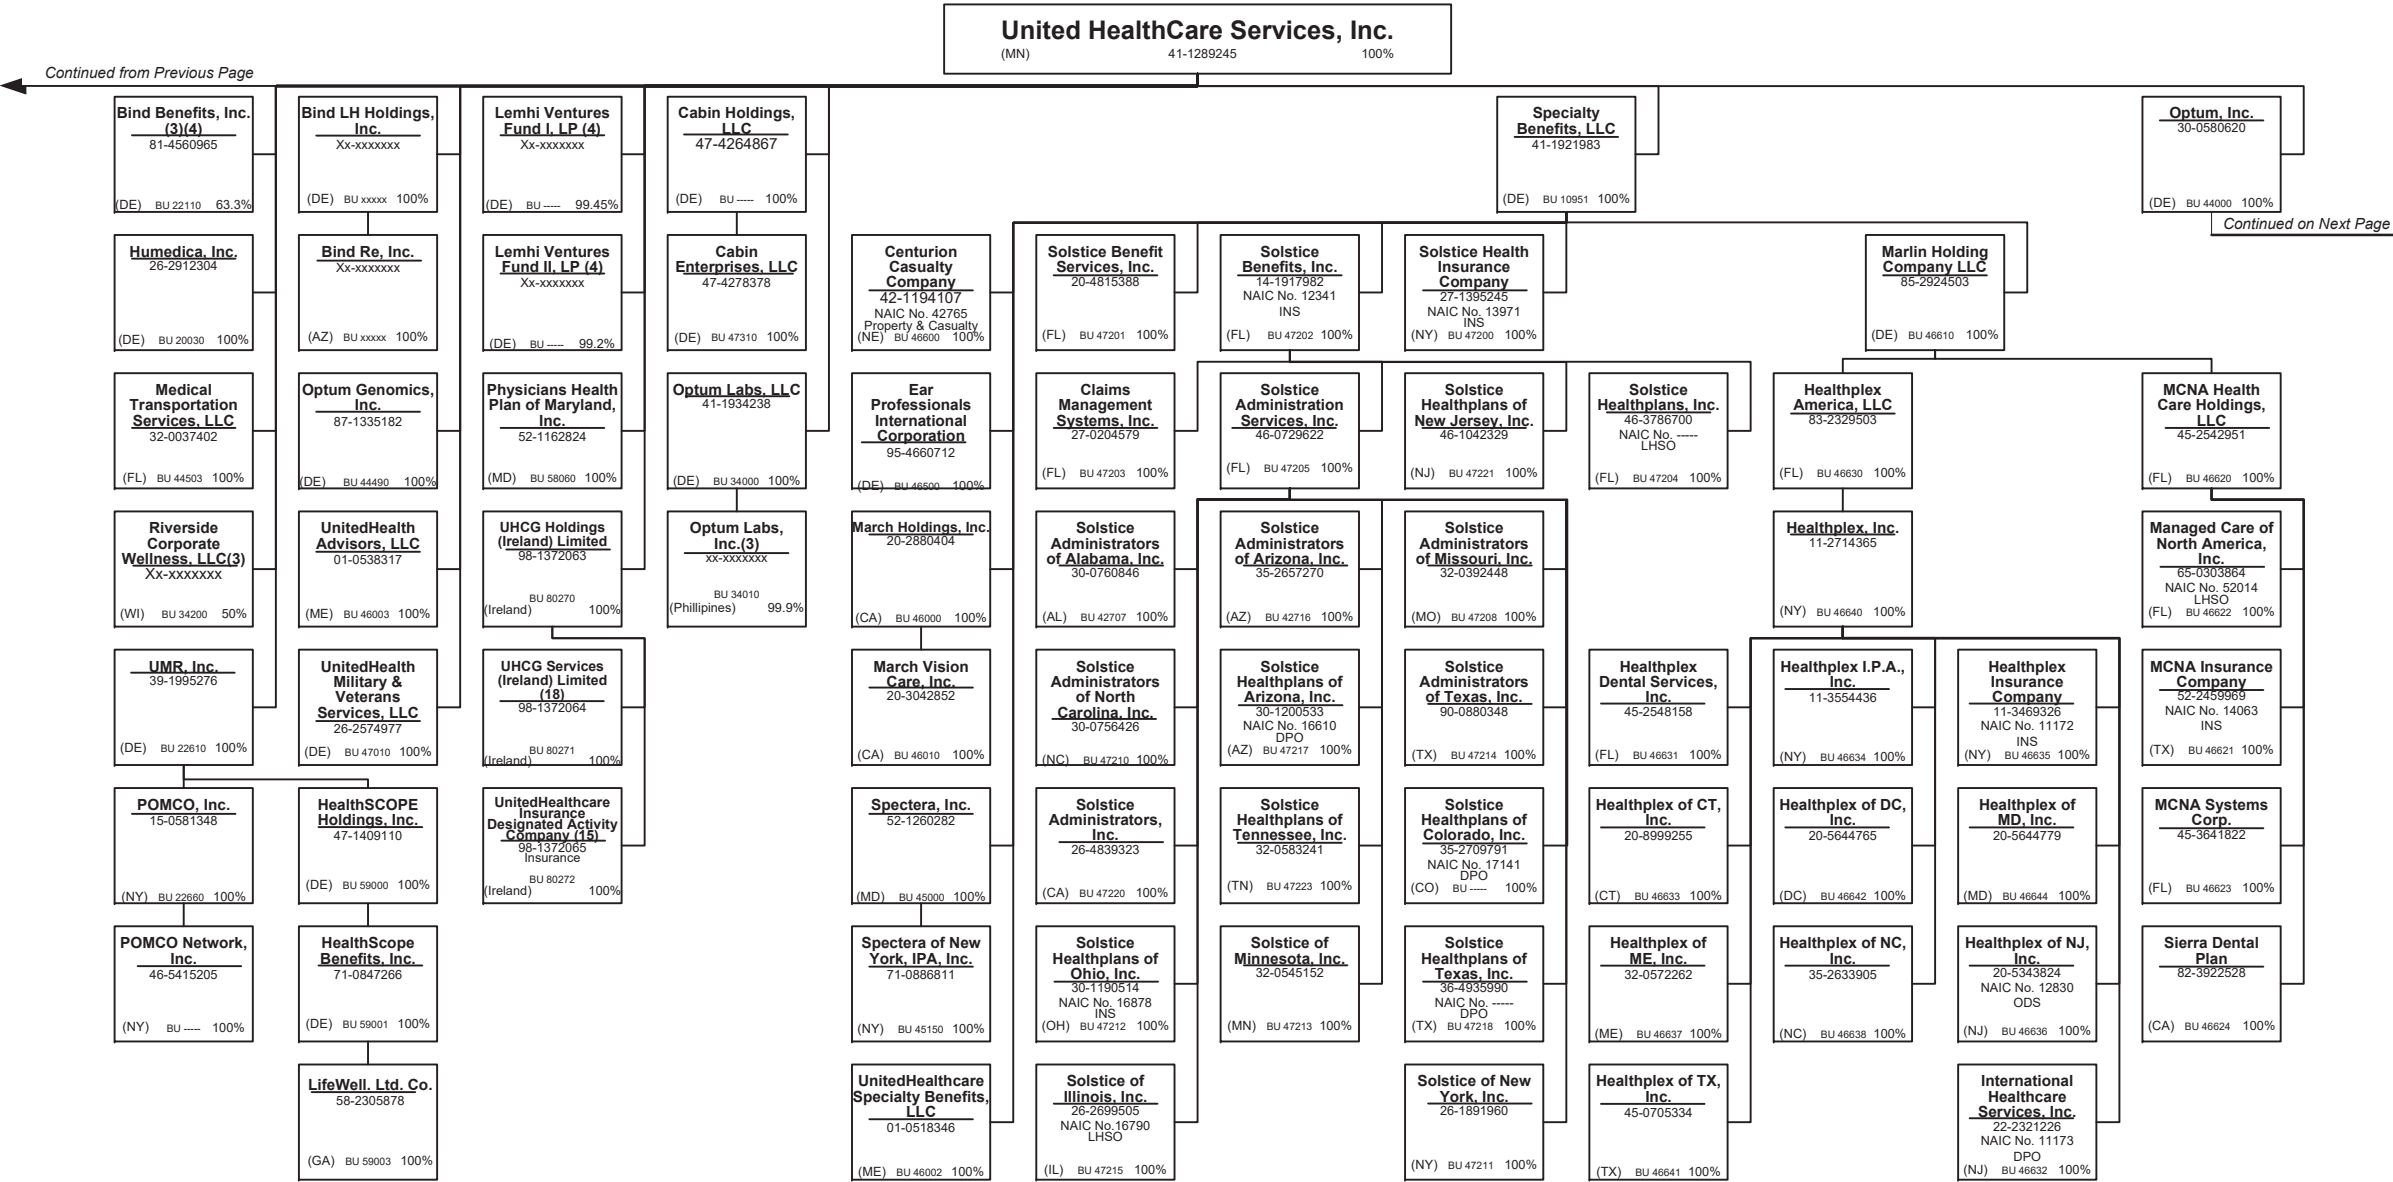 United HealthCare Services, Inc.
(MN) 41-1289245 100%
Continued from Previous Page
Bind Benefits, Inc.
(3)(4)
81-4560965
(DE) BU 22110 63.3%
Bind LH Holdings,
Inc.
Xx-xxxxxxx
(DE) BU xxxxx 100%
Lemhi Ventures
Fund I, LP (4)
Xx-xxxxxxx
(DE) BU ----- 99.45%
Cabin Holdings,
LLC
47-4264867
(DE) BU ----- 100%
Specialty
Benefits, LLC
41-1921983
(DE) BU 10951 100%
Optum, Inc.
30-0580620
(DE) BU 44000 100%
Continued on Next Page
Humedica, Inc.
26-2912304
(DE) BU 20030 100%
Bind Re, Inc.
Xx-xxxxxxx
(AZ) BU xxxxx 100%
Lemhi Ventures
Fund II, LP (4)
Xx-xxxxxxx
(DE) BU ----- 99.2%
Cabin
Enterprises, LLC
47-4278378
(DE) BU 47310 100%
Centurion
Casualty
Company
42-1194107
NAIC No. 42765
Property & Casualty
(NE) BU 46600 100%
Solstice Benefit
Services, Inc.
20-4815388
(FL) BU 47201 100%
Solstice
Benefits, Inc.
14-1917982
NAIC No. 12341
INS
(FL) BU 47202 100%
Solstice Health
Insurance
Company
27-1395245
NAIC No. 13971
INS
(NY) BU 47200 100%
Marlin Holding
Company LLC
85-2924503
(DE) BU 46610 100%
Medical
Transportation
Services, LLC
32-0037402
(FL) BU 44503 100%
Optum Genomics,
Inc.
87-1335182
(DE) BU 44490 100%
Physicians Health
Plan of Maryland,
Inc.
52-1162824
(MD) BU 58060 100%
Optum Labs, LLC
41-1934238
(DE) BU 34000 100%
Ear
Professionals
International
Corporation
95-4660712
(DE) BU 46500 100%
Claims
Management
Systems, Inc.
27-0204579
(FL) BU 47203 100%
Solstice
Administration
Services, Inc.
46-0729622
(FL) BU 47205 100%
Solstice
Healthplans of
New Jersey, Inc.
46-1042329
(NJ) BU 47221 100%
Solstice
Healthplans, Inc.
46-3786700
NAIC No. -----
LHSO
(FL) BU 47204 100%
Healthplex
America, LLC
83-2329503
(FL) BU 46630 100%
MCNA Health
Care Holdings,
LLC
45-2542951
(FL) BU 46620 100%
Riverside
Corporate
Wellness, LLC(3)
Xx-xxxxxxx
(WI) BU 34200 50%
UnitedHealth
Advisors, LLC
01-0538317
(ME) BU 46003 100%
UHCG Holdings
(Ireland) Limited
98-1372063
BU 80270
(Ireland) 100%
Optum Labs,
Inc.(3)
xx-xxxxxxx
BU 34010
(Phillipines) 99.9%
March Holdings, Inc.
20-2880404
(CA) BU 46000 100%
Solstice
Administrators
of Alabama, Inc.
30-0760846
(AL) BU 42707 100%
Solstice
Administrators
of Arizona, Inc.
35-2657270
(AZ) BU 42716 100%
Solstice
Administrators
of Missouri, Inc.
32-0392448
(MO) BU 47208 100%
Healthplex, Inc.
11-2714365
(NY) BU 46640 100%
Managed Care of
North America,
Inc.
65-0303864
NAIC No. 52014
LHSO
(FL) BU 46622 100%
UMR, Inc.
39-1995276
(DE) BU 22610 100%
UnitedHealth
Military &
Veterans
Services, LLC
26-2574977
(DE) BU 47010 100%
UHCG Services
(Ireland) Limited
(18)
98-1372064
BU 80271
(Ireland) 100%
March Vision
Care, Inc.
20-3042852
(CA) BU 46010 100%
Solstice
Administrators
of North
Carolina, Inc.
30-0756426
(NC) BU 47210 100%
Solstice
Healthplans of
Arizona, Inc.
30-1200533
NAIC No. 16610
DPO
(AZ) BU 47217 100%
Solstice
Administrators
of Texas, Inc.
90-0880348
(TX) BU 47214 100%
Healthplex
Dental Services,
Inc.
45-2548158
(FL) BU 46631 100%
Healthplex I.P.A.,
Inc.
11-3554436
(NY) BU 46634 100%
Healthplex
Insurance
Company
11-3469326
NAIC No. 11172
INS
(NY) BU 46635 100%
MCNA Insurance
Company
52-2459969
NAIC No. 14063
INS
(TX) BU 46621 100%
POMCO, Inc.
15-0581348
(NY) BU 22660 100%
HealthSCOPE
Holdings, Inc.
47-1409110
(DE) BU 59000 100%
UnitedHealthcare
Insurance
Designated Activity
Company (15)
98-1372065
Insurance
BU 80272
(Ireland) 100%
Spectera, Inc.
52-1260282
(MD) BU 45000 100%
Solstice
Administrators,
Inc.
26-4839323
(CA) BU 47220 100%
Solstice
Healthplans of
Tennessee, Inc.
32-0583241
(TN) BU 47223 100%
Solstice
Healthplans of
Colorado, Inc.
35-2709791
NAIC No. 17141
DPO
(CO) BU ----- 100%
Healthplex of CT,
Inc.
20-8999255
(CT) BU 46633 100%
Healthplex of DC,
Inc.
20-5644765
(DC) BU 46642 100%
Healthplex of
MD, Inc.
20-5644779
(MD) BU 46644 100%
MCNA Systems
Corp.
45-3641822
(FL) BU 46623 100%
POMCO Network,
Inc.
46-5415205
(NY) BU ----- 100%
HealthScope
Benefits, Inc.
71-0847266
(DE) BU 59001 100%
Spectera of New
York, IPA, Inc.
71-0886811
(NY) BU 45150 100%
Solstice
Healthplans of
Ohio, Inc.
30-1190514
NAIC No. 16878
INS
(OH) BU 47212 100%
Solstice of
Minnesota, Inc.
32-0545152
(MN) BU 47213 100%
Solstice
Healthplans of
Texas, Inc.
36-4935990
NAIC No. -----
DPO
(TX) BU 47218 100%
Healthplex of
ME, Inc.
32-0572262
(ME) BU 46637 100%
Healthplex of NC,
Inc.
35-2633905
(NC) BU 46638 100%
Healthplex of NJ,
Inc.
20-5343824
NAIC No. 12830
ODS
(NJ) BU 46636 100%
Sierra Dental
Plan
82-3922528
(CA) BU 46624 100%
LifeWell. Ltd. Co.
58-2305878
(GA) BU 59003 100%
UnitedHealthcare
Specialty Benefits,
LLC
01-0518346
(ME) BU 46002 100%
Solstice of
Illinois, Inc.
26-2699505
NAIC No.16790
LHSO
(IL) BU 47215 100%
Solstice of New
York, Inc.
26-1891960
(NY) BU 47211 100%
Healthplex of TX,
Inc.
45-0705334
(TX) BU 46641 100%
International
Healthcare
Services, Inc.
22-2321226
NAIC No. 11173
DPO
(NJ) BU 46632 100%